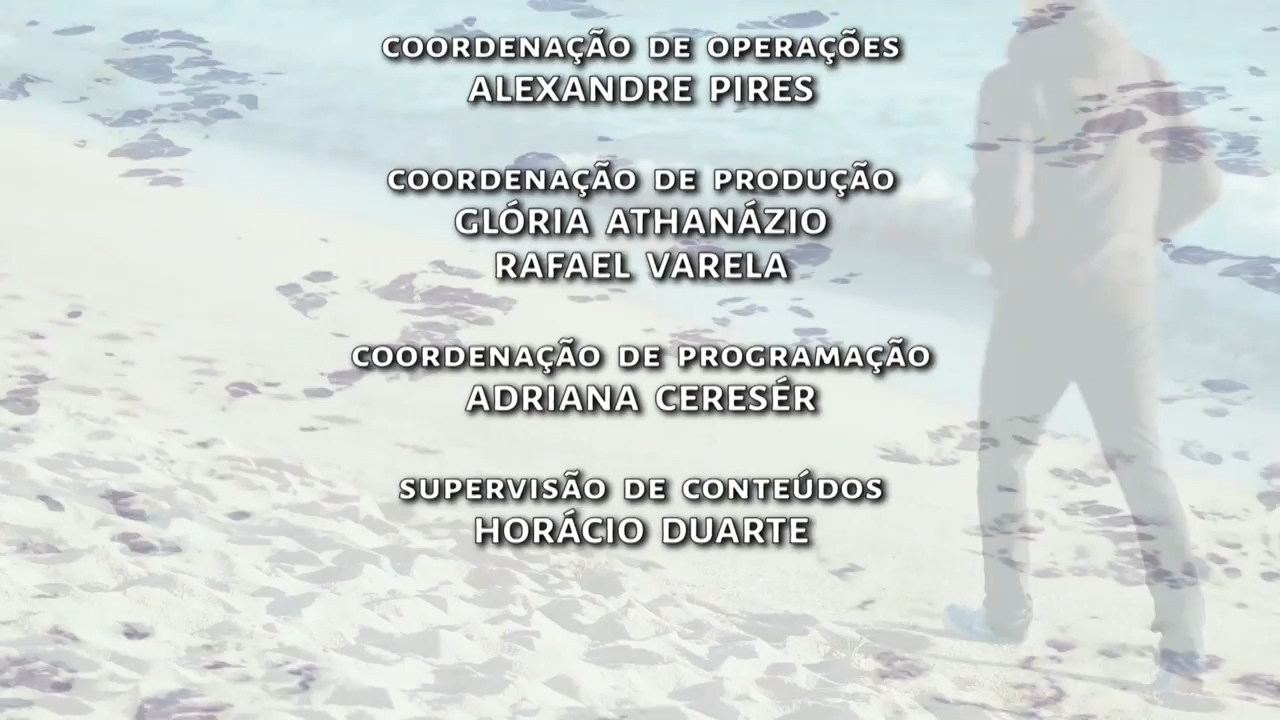 COORDENAÇÃO DE OPERAÇÕES
ALEXANDRE PIRES
COORDENAÇÃO DE PRODUÇÃO
GLÓRIA ATHANÁZIO
RAFAEL VARELA
COORDENAÇÃO DE PROGRAMAÇÃO
ADRIANA CERESÉR
SUPERVISÃO DE CONTEÚDOS
HORÁCIO DUARTE